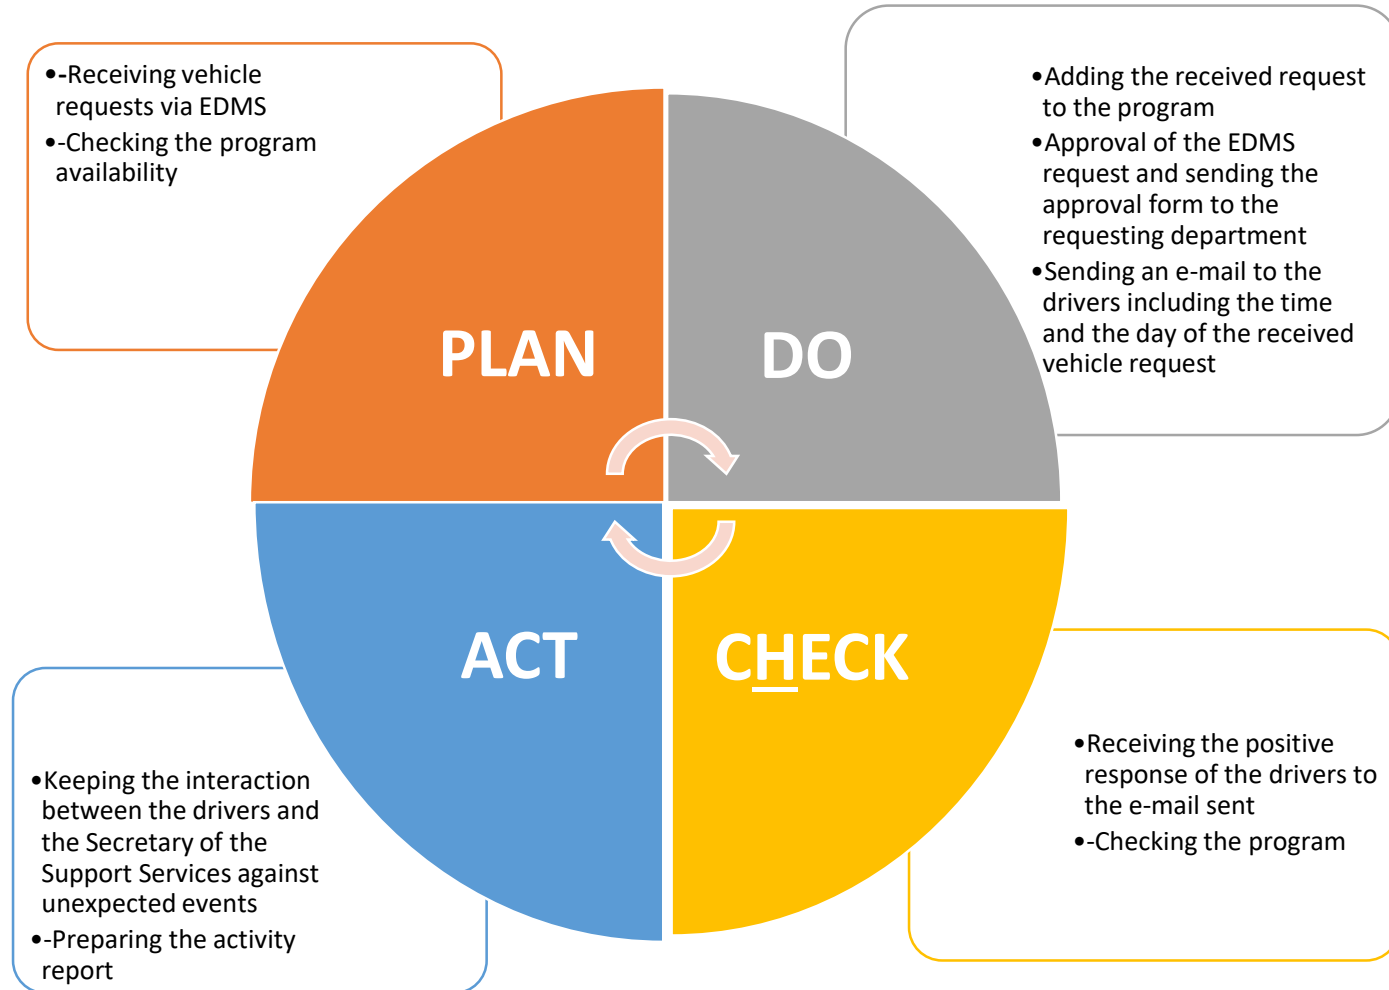 •-Receiving vehicle
requests via EDMS
•-Checking the program
availability
•Adding the received request
to the program
•Approval of the EDMS
request and sending the
approval form to the
requesting department
•Sending an e-mail to the
drivers including the time
and the day of the received
vehicle request
PLAN
DO
ACT
CHECK
•Keeping the interaction
between the drivers and
the Secretary of the
Support Services against
unexpected events
•-Preparing the activity
report
•Receiving the positive
response of the drivers to
the e-mail sent
•-Checking the program